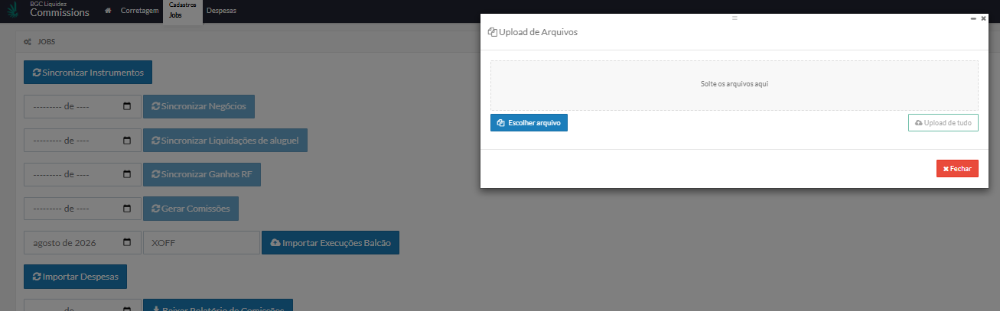 BGC Liquidez
Commissions
Corretagem
Cadastros
Jobs
Despesas
JOBS
Sincronizar Instrumentos
--------- de ----
Sincronizar Negócios
--------- de ----
Sincronizar Liquidações de aluguel
--------- de ----
Sincronizar Ganhos RF
--------- de ----
Gerar Comissões
agosto de 2026
XOFF
Importar Execuções Balcão
Importar Despesas
--------- de ----
Baixar Relatório de Comissões
Upload de Arquivos
Solte os arquivos aqui
Escolher arquivo
Upload de tudo
Fechar